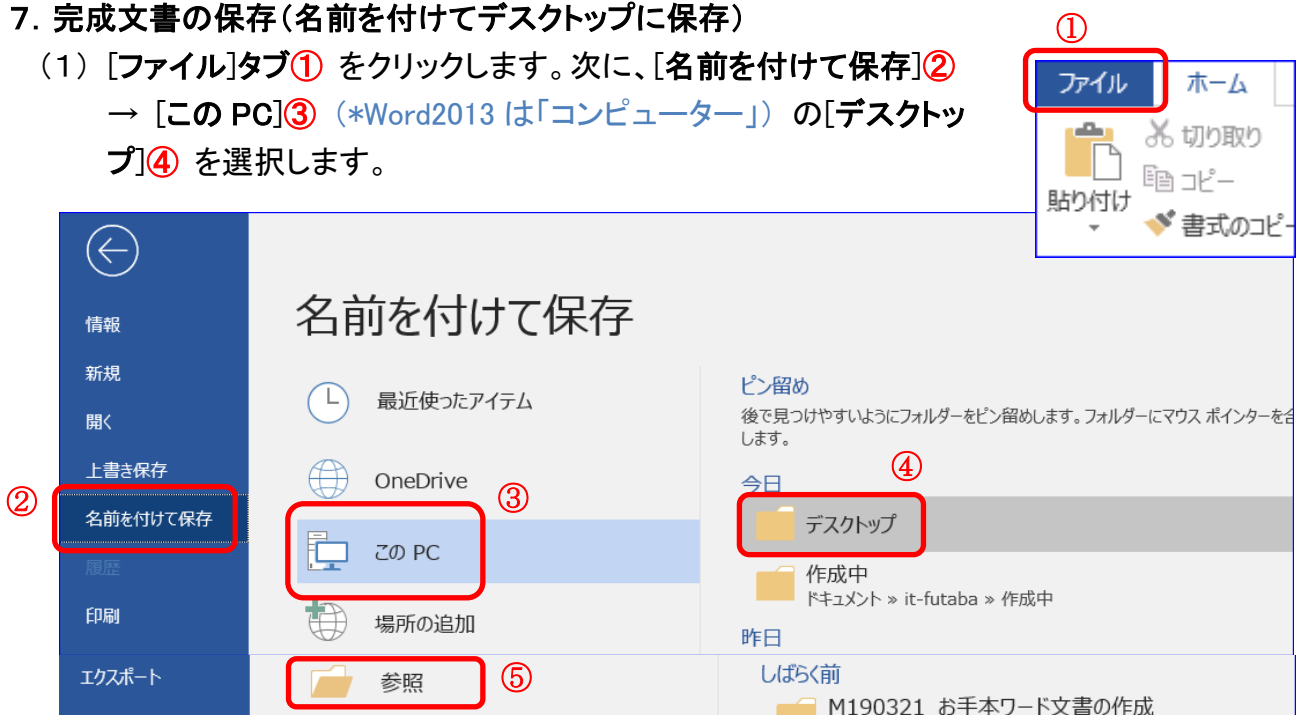 7. 完成文書の保存(名前を付けてデスクトップに保存)
(1) [ファイル]タブ① をクリックします。次に、[名前を付けて保存]②
→ [この PC]③ (*Word2013 は「コンピューター」) の[デスクトッ
プ]④ を選択します。
①
ファイル ホーム
切り取り
コピー
貼り付け
書式のコピー
名前を付けて保存
情報
新規
開く
上書き保存
② 名前を付けて保存
履歴
印刷
エクスポート
最近使ったアイテム
OneDrive
③
この PC
場所の追加
参照 ⑤
ピン留め
後で見つけやすいようにフォルダーをピン留めします。フォルダーにマウス ポインターを合
します。
④
今日
デスクトップ
作成中
ドキュメント » it-futaba » 作成中
昨日
しばらく前
M190321 お手本ワード文書の作成